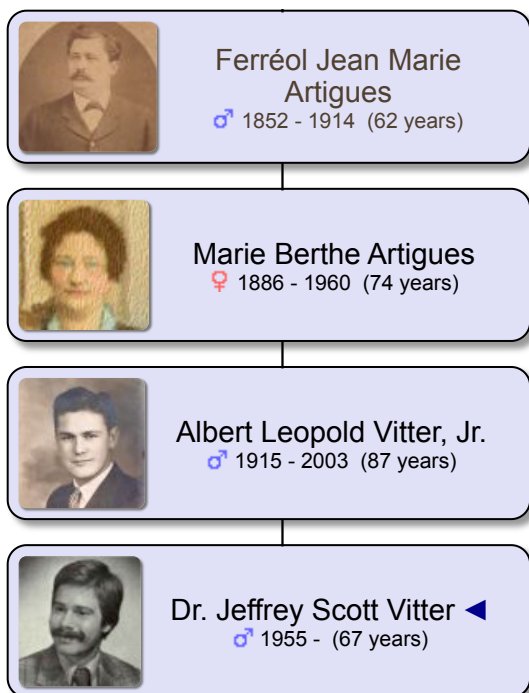 Ferréol Jean Marie
Artigues
♂ 1852 - 1914 (62 years)
Marie Berthe Artigues
♀ 1886 - 1960 (74 years)
Albert Leopold Vitter, Jr.
♂ 1915 - 2003 (87 years)
Dr. Jeffrey Scott Vitter ◄
♂ 1955 - (67 years)